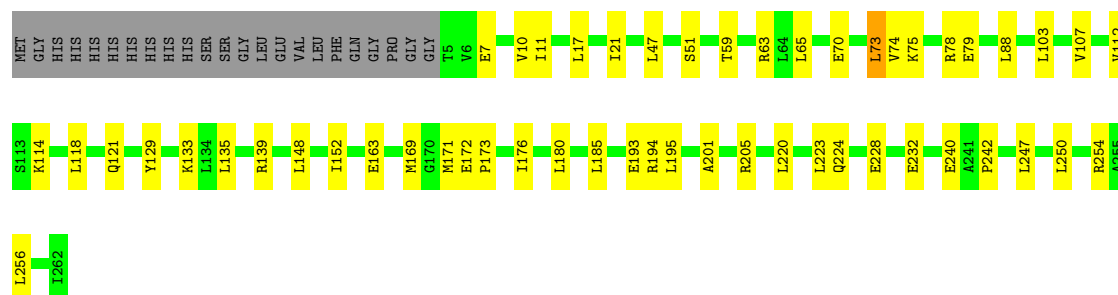 MET GLY HIS HIS HIS HIS HIS HIS HIS HIS HIS HIS SER SER GLY LEU GLU VAL LEU PHE GLN GLY PRO GLY GLY T5 V6 E7 V10 I11 L17 I21 L47 S51 T59 R63 L64 L65 E70 L73 V74 K75 R78 E79 L88 L103 V107
S113 K114 L118 Q121 Y129 K133 L134 L135 R139 L148 I152 E163 M169 G170 M171 E172 P173 I176 L180 L185 E193 R194 L195 A201 R205 L220 L223 Q224 E228 E232 E240 A241 P242 L247 L250 R254
L256 I262